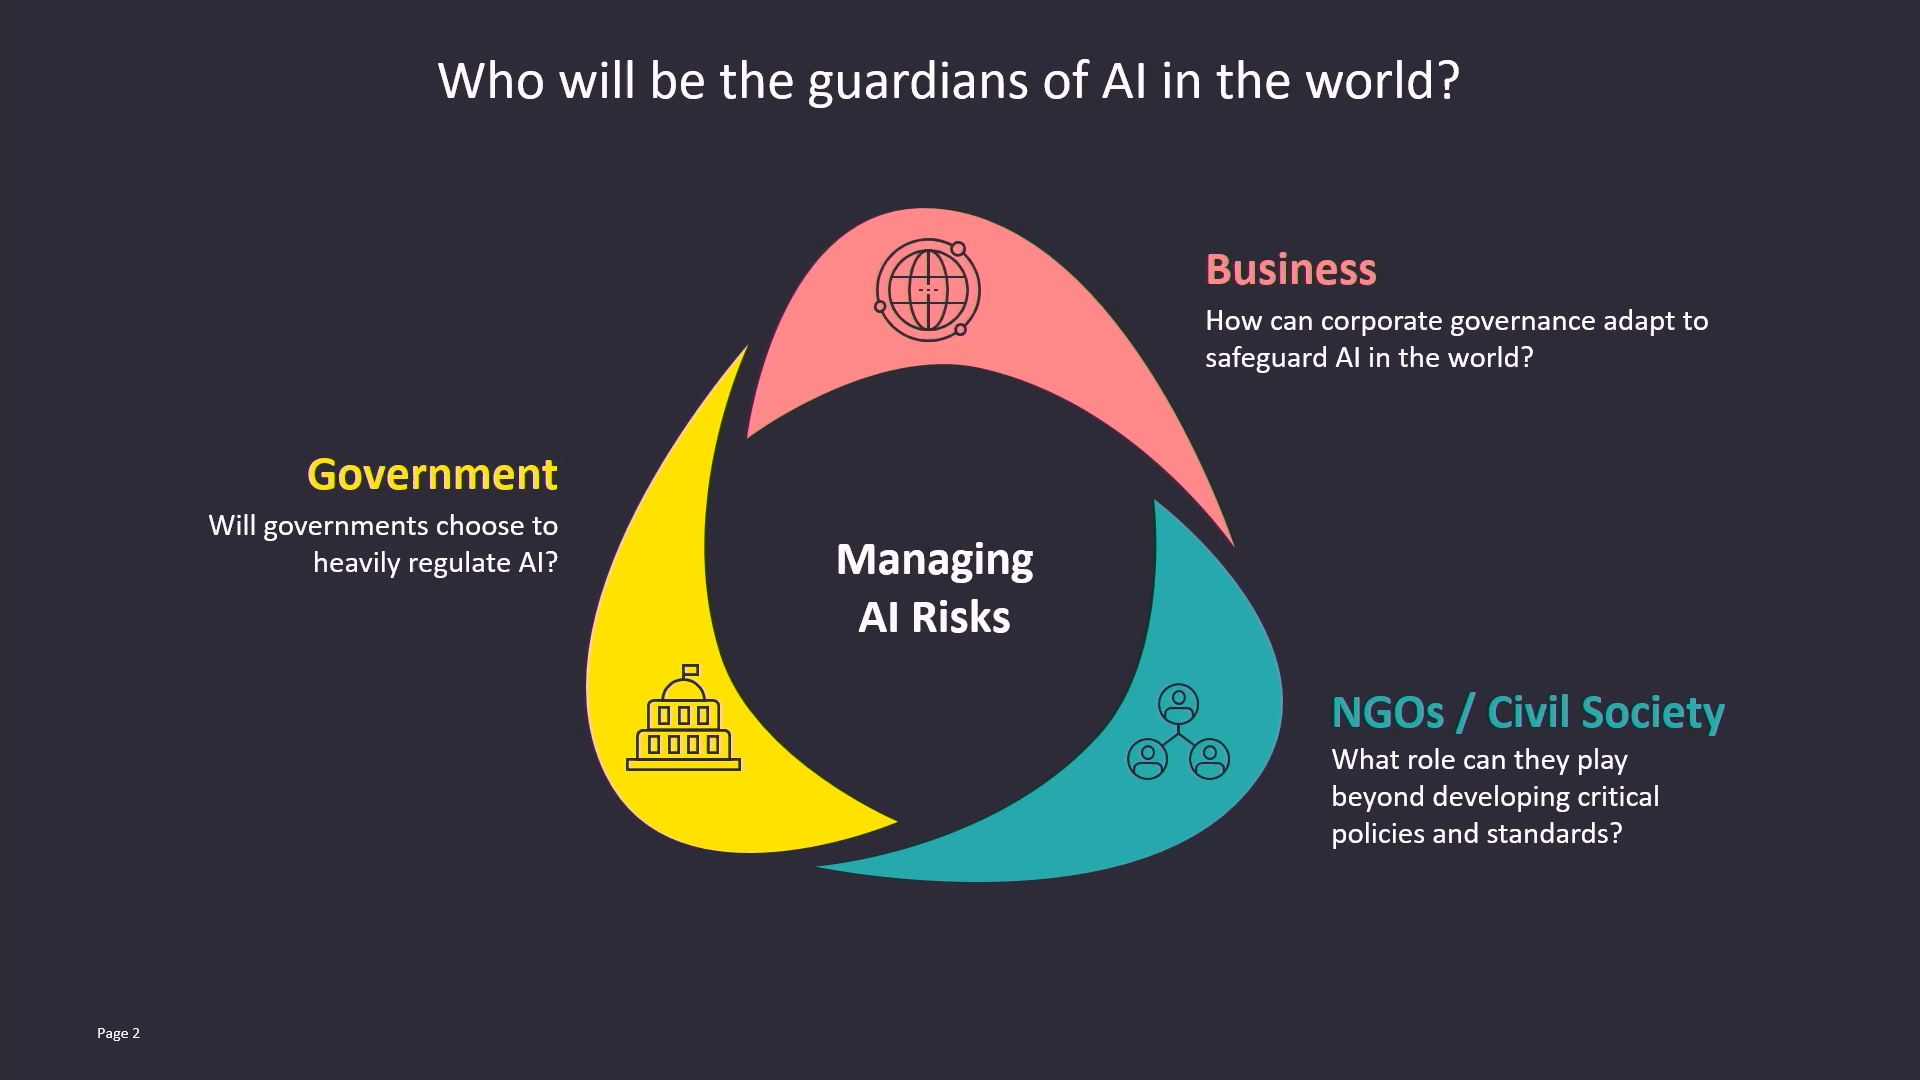 Who will be the guardians of AI in the world?
Business
How can corporate governance adapt to
safeguard AI in the world?
Government
Will governments choose to
heavily regulate AI?
Managing
AI Risks
NGOs / Civil Society
What role can they play
beyond developing critical
policies and standards?
Page 2